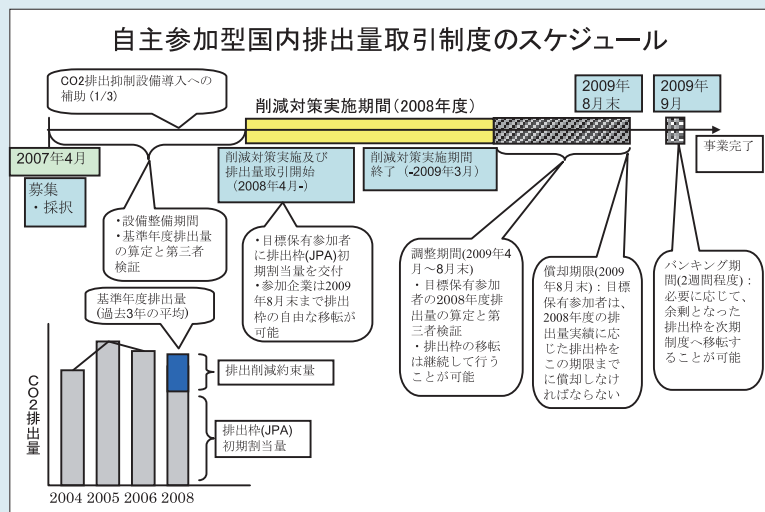 自主参加型国内排出量取引制度のスケジュール
CO2排出抑制設備導入への
補助(1/3)
削減対策実施期間(2008年度)
2009年
8月末
2009年
9月
2007年4月
募集
・採択
削減対策実施及び
排出量取引開始
(2008年4月-)
削減対策実施期間
終了(-2009年3月)
事業完了
・設備整備期間
・基準年度排出量
の算定と第三者
検証
・目標保有参加者
に排出枠(JPA)初
期割当量を交付
・参加企業は2009
年8月末まで排出
枠の自由な移転が
可能
調整期間(2009年4
月～8月末)
・目標保有参加
者の2008年度排
出量の算定と第
三者検証
・排出枠の移転
は継続して行う
ことが可能
償却期限(2009
年8月末)：目標
保有参加者は、
2008年度の排
出量実績に応
じた排出枠を
この期限まで
に償却しなけ
ればならない
バンキング期
間(2週間程度)：
必要に応じて、
余剰となった
排出枠を次期
制度へ移転す
ることが可能
基準年度排出量
(過去3年の平均)
CO2排出量
排出削減約束量
排出枠(JPA)
初期割当量
2004 2005 2006 2008